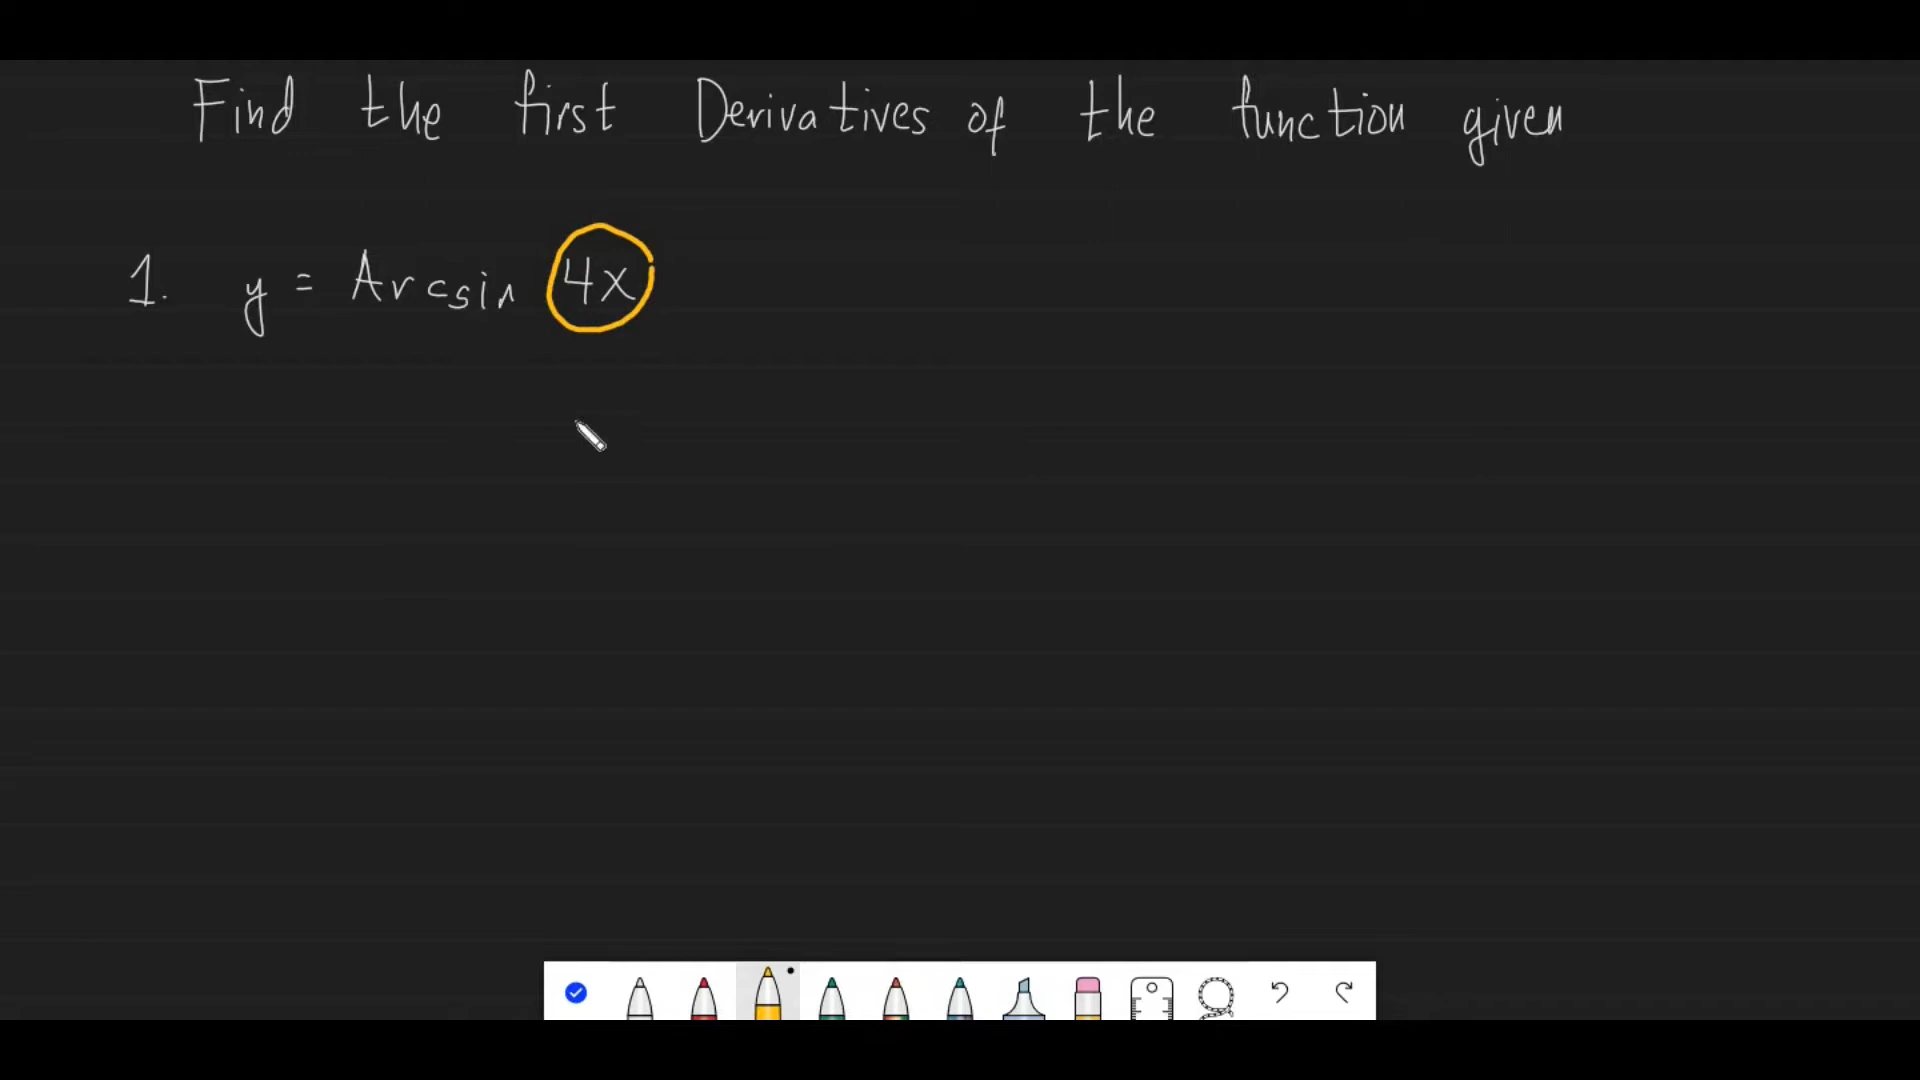 Find the first Derivatives of the function given
1. y = Arcsin 4x